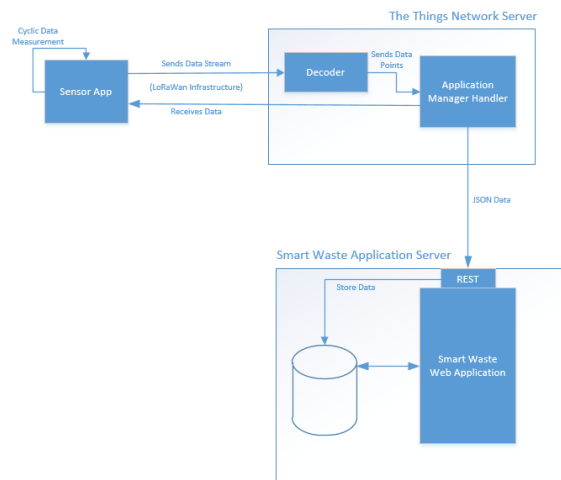 The Things Network Server
Cyclic Data
Measurement
Sensor App
Sends Data Stream
(LoRaWan Infrastructure)
Receives Data
Decoder
Sends Data
Points
Application
Manager Handler
JSON Data
Smart Waste Application Server
REST
Store Data
Smart Waste
Web Application